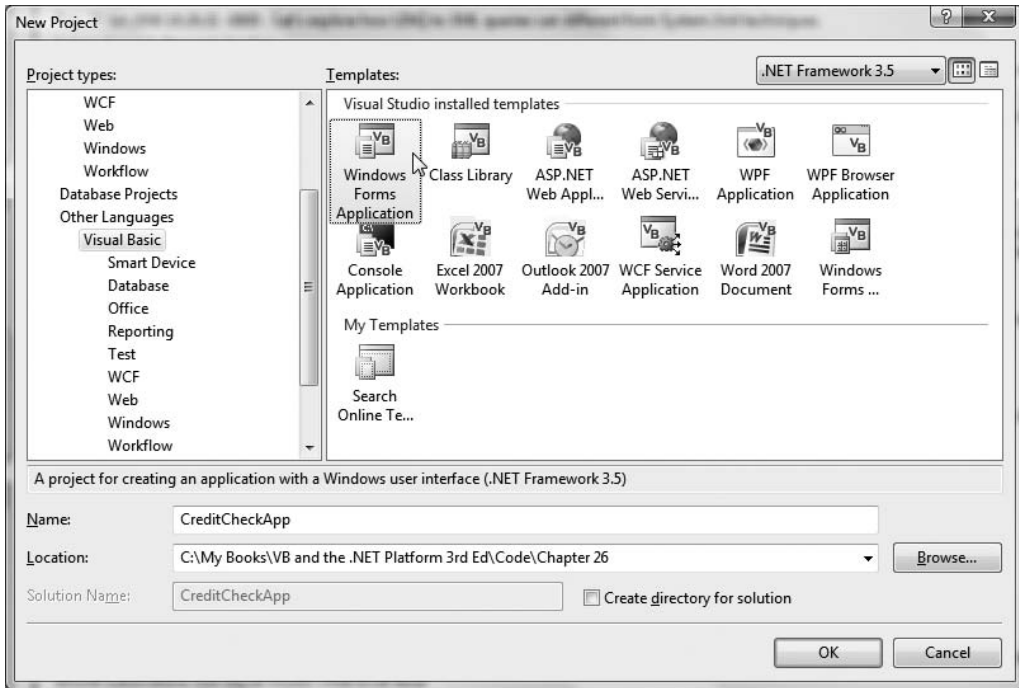 New Project
Project types:
Templates:
.NET Framework 3.5
WCF
Web
Windows
Workflow
Database Projects
Other Languages
Visual Basic
Smart Device
Database
Office
Reporting
Test
WCF
Web
Windows
Workflow
Visual Studio installed templates
Windows
Forms
Application
Class Library
ASP.NET
Web Appl...
ASP.NET
Web Servi...
WPF
Application
WPF Browser
Application
Console
Application
Excel 2007
Workbook
Outlook 2007
Add-in
WCF Service
Application
Word 2007
Document
Windows
Forms ...
My Templates
Search
Online Te...
A project for creating an application with a Windows user interface (.NET Framework 3.5)
Name:
CreditCheckApp
Location:
C:\My Books\VB and the .NET Platform 3rd Ed\Code\Chapter 26
Browse...
Solution Name:
CreditCheckApp
Create directory for solution
OK
Cancel